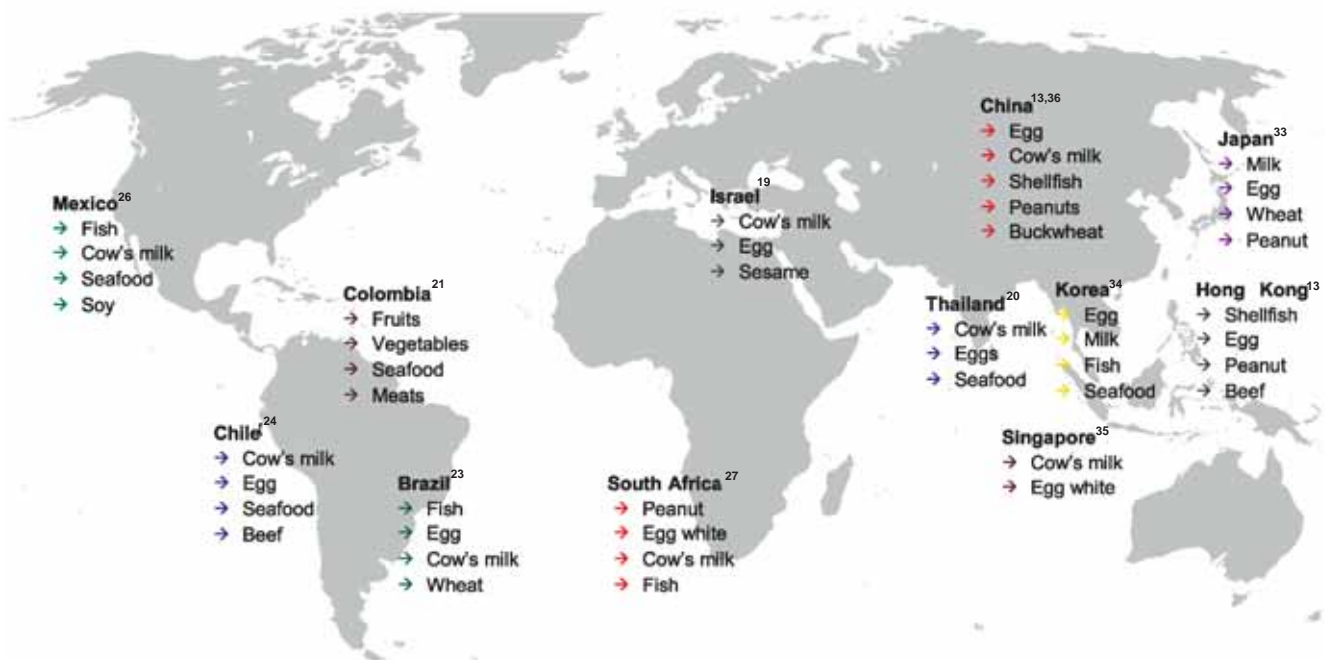 Mexico26
→ Fish
→ Cow's milk
→ Seafood
→ Soy
Colombia21
→ Fruits
→ Vegetables
→ Seafood
→ Meats
Chile24
→ Cow's milk
→ Egg
→ Seafood
→ Beef
Brazil23
→ Fish
→ Egg
→ Cow's milk
→ Wheat
Israel19
→ Cow's milk
→ Egg
→ Sesame
South Africa27
→ Peanut
→ Egg white
→ Cow's milk
→ Fish
China13,36
→ Egg
→ Cow's milk
→ Shellfish
→ Peanuts
→ Buckwheat
Japan33
→ Milk
→ Egg
→ Wheat
→ Peanut
Thailand20
→ Cow's milk
→ Eggs
→ Seafood
Korea34
→ Egg
→ Milk
→ Fish
→ Seafood
Hong Kong13
→ Shellfish
→ Egg
→ Peanut
→ Beef
Singapore35
→ Cow's milk
→ Egg white